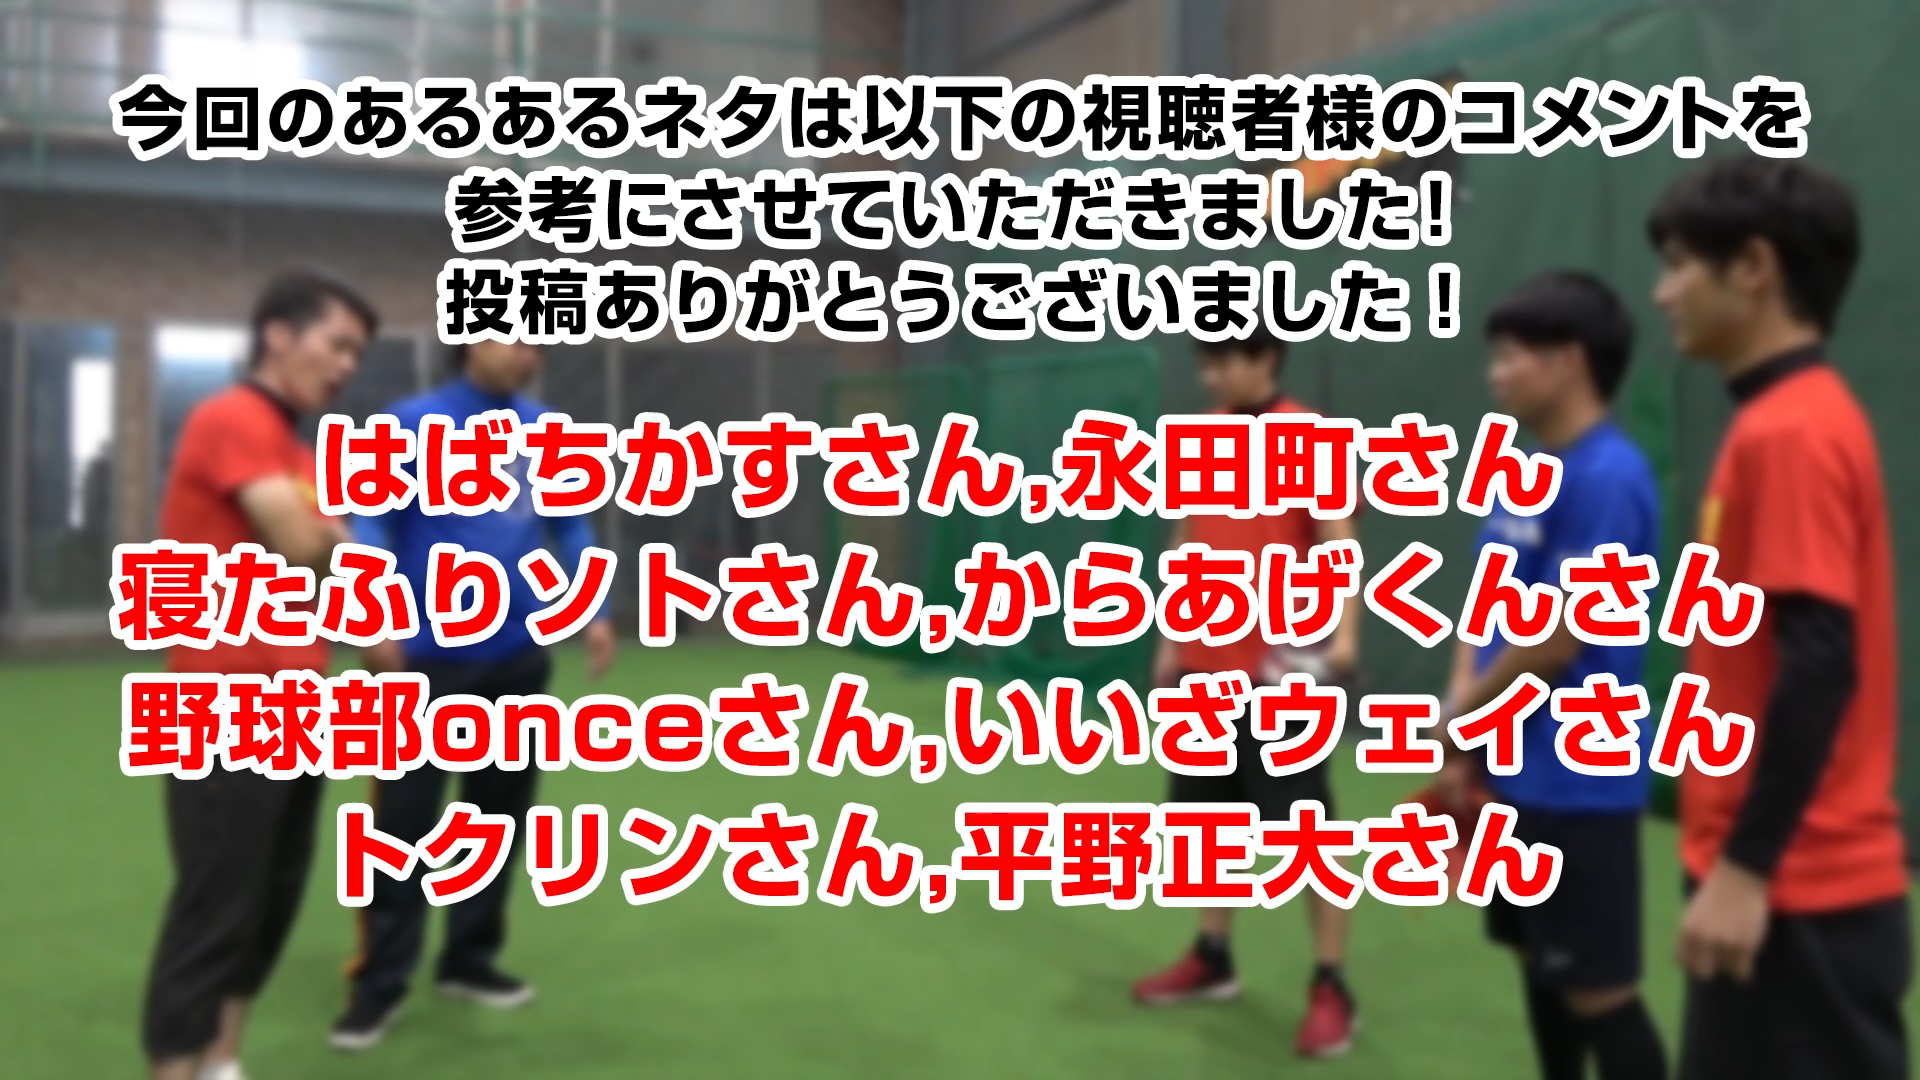 今回のあるあるネタは以下の視聴者様のコメントを
参考にさせていただきました!
投稿ありがとうございました！
はばちかすさん,永田町さん
寝たふりソトさん,からあげくんさん
野球部onceさん,いいざウェイさん
トクリンさん,平野正大さん